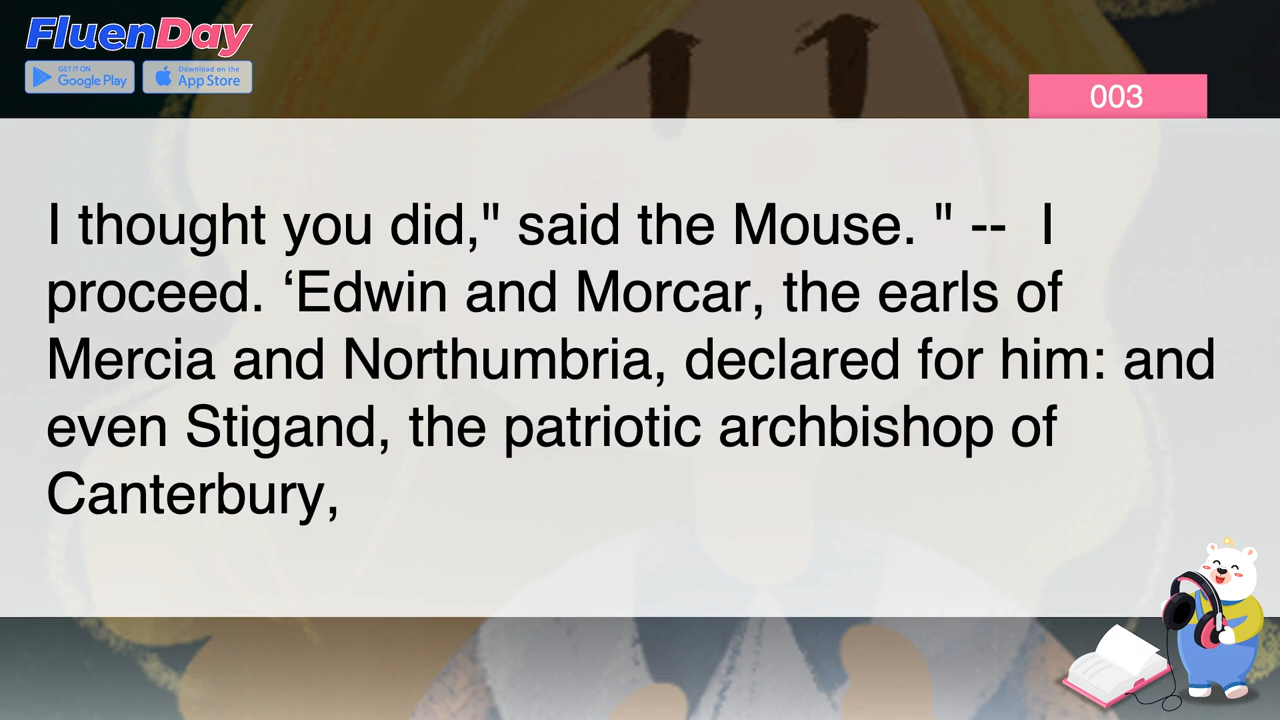 FluenDay
GET IT ON
Google Play
Download on the
App Store
003
I thought you did," said the Mouse. " --  I
proceed. ‘Edwin and Morcar, the earls of
Mercia and Northumbria, declared for him: and
even Stigand, the patriotic archbishop of
Canterbury,